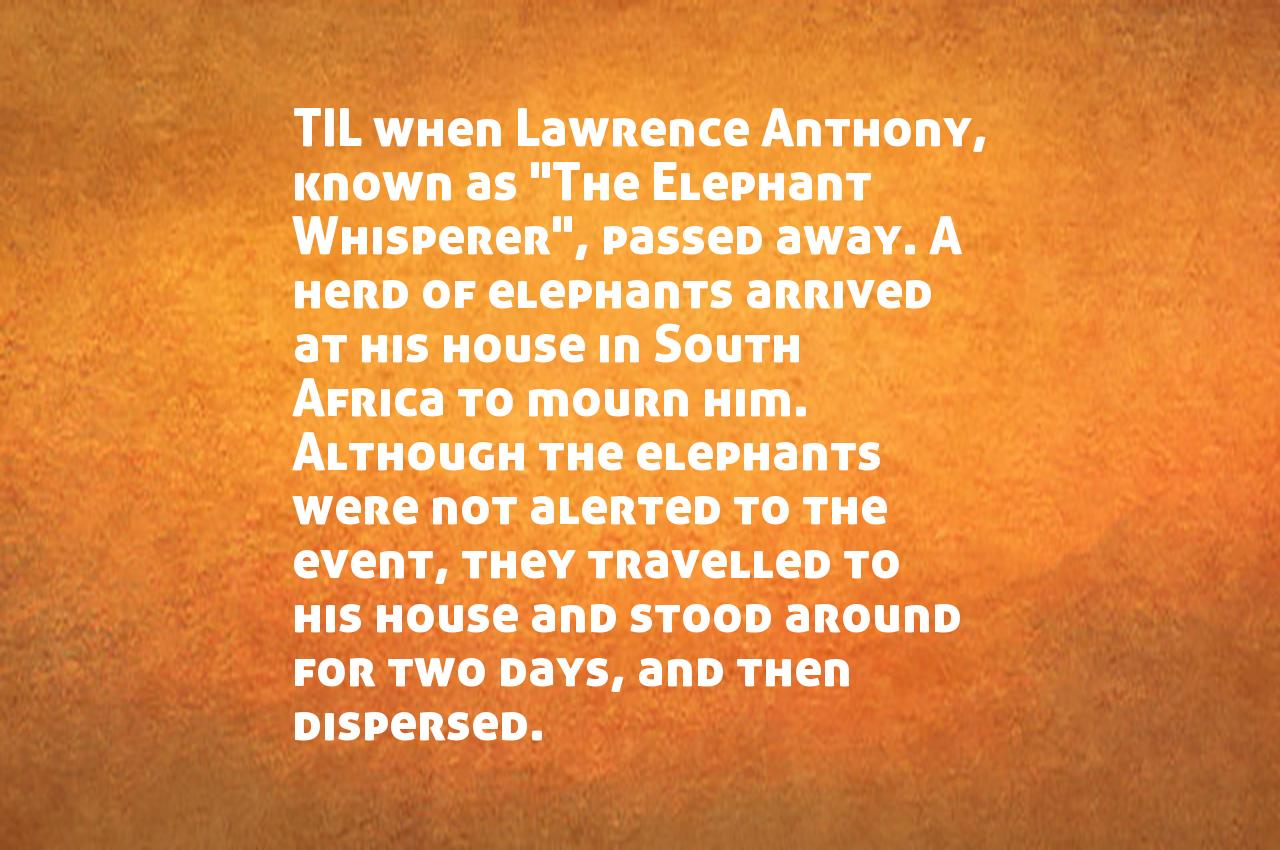 TIL when Lawrence Anthony,
known as "The Elephant
Whisperer", passed away. A
herd of elephants arrived
at his house in South
Africa to mourn him.
Although the elephants
were not alerted to the
event, they travelled to
his house and stood around
for two days, and then
dispersed.